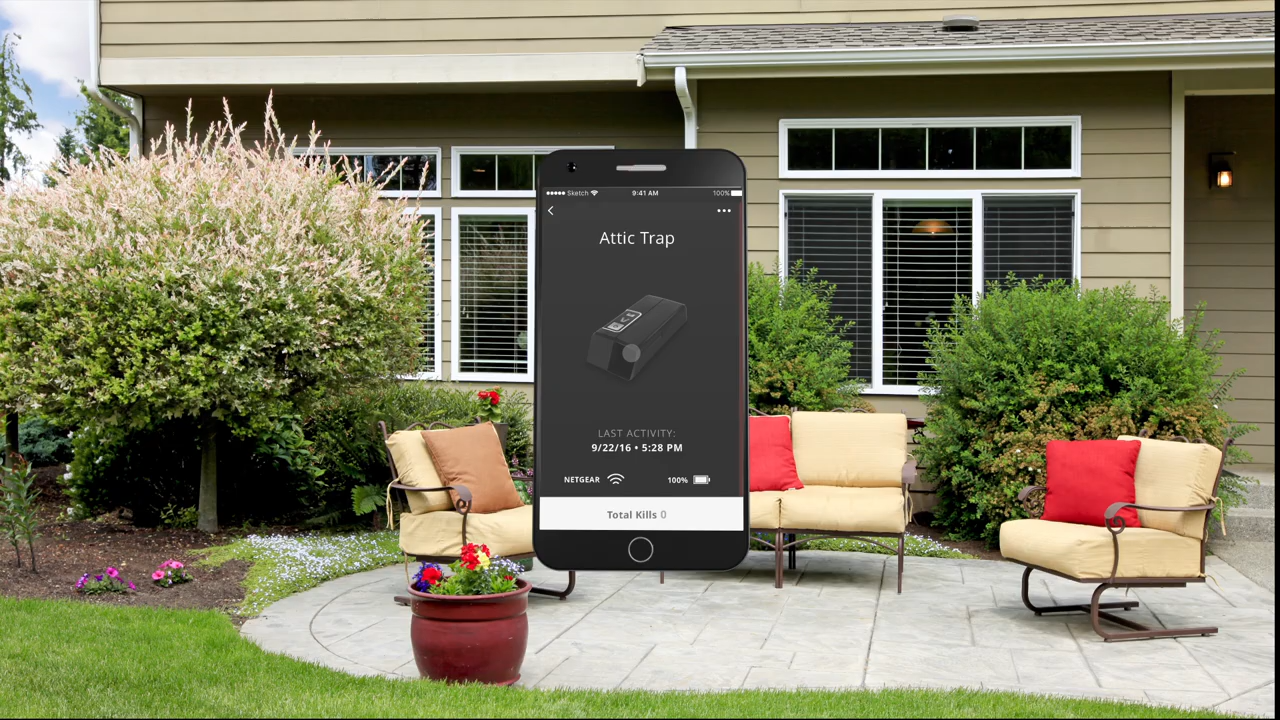 Sketch 9:41 AM 100%
Attic Trap
LAST ACTIVITY:
9/22/16 • 5:28 PM
NETGEAR 100%
Total Kills 0